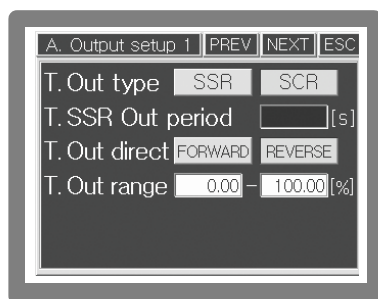 A. Output setup 1 PREV NEXT ESC
T. Out type SSR SCR
T. SSR Out period [s]
T. Out direct FORWARD REVERSE
T. Out range 0.00 - 100.00 [%]